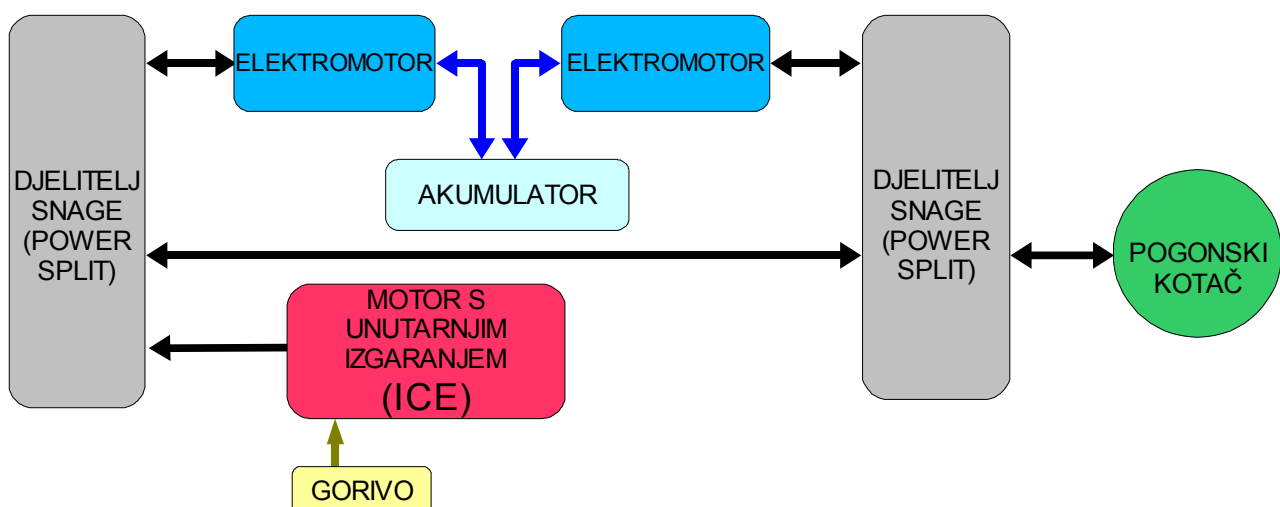 ELEKTROMOTOR
ELEKTROMOTOR
AKUMULATOR
DJELITELJ
SNAGE
(POWER
SPLIT)
DJELITELJ
SNAGE
(POWER
SPLIT)
POGONSKI
KOTAČ
MOTOR S
UNUTARNJIM
IZGARANJEM
(ICE)
GORIVO